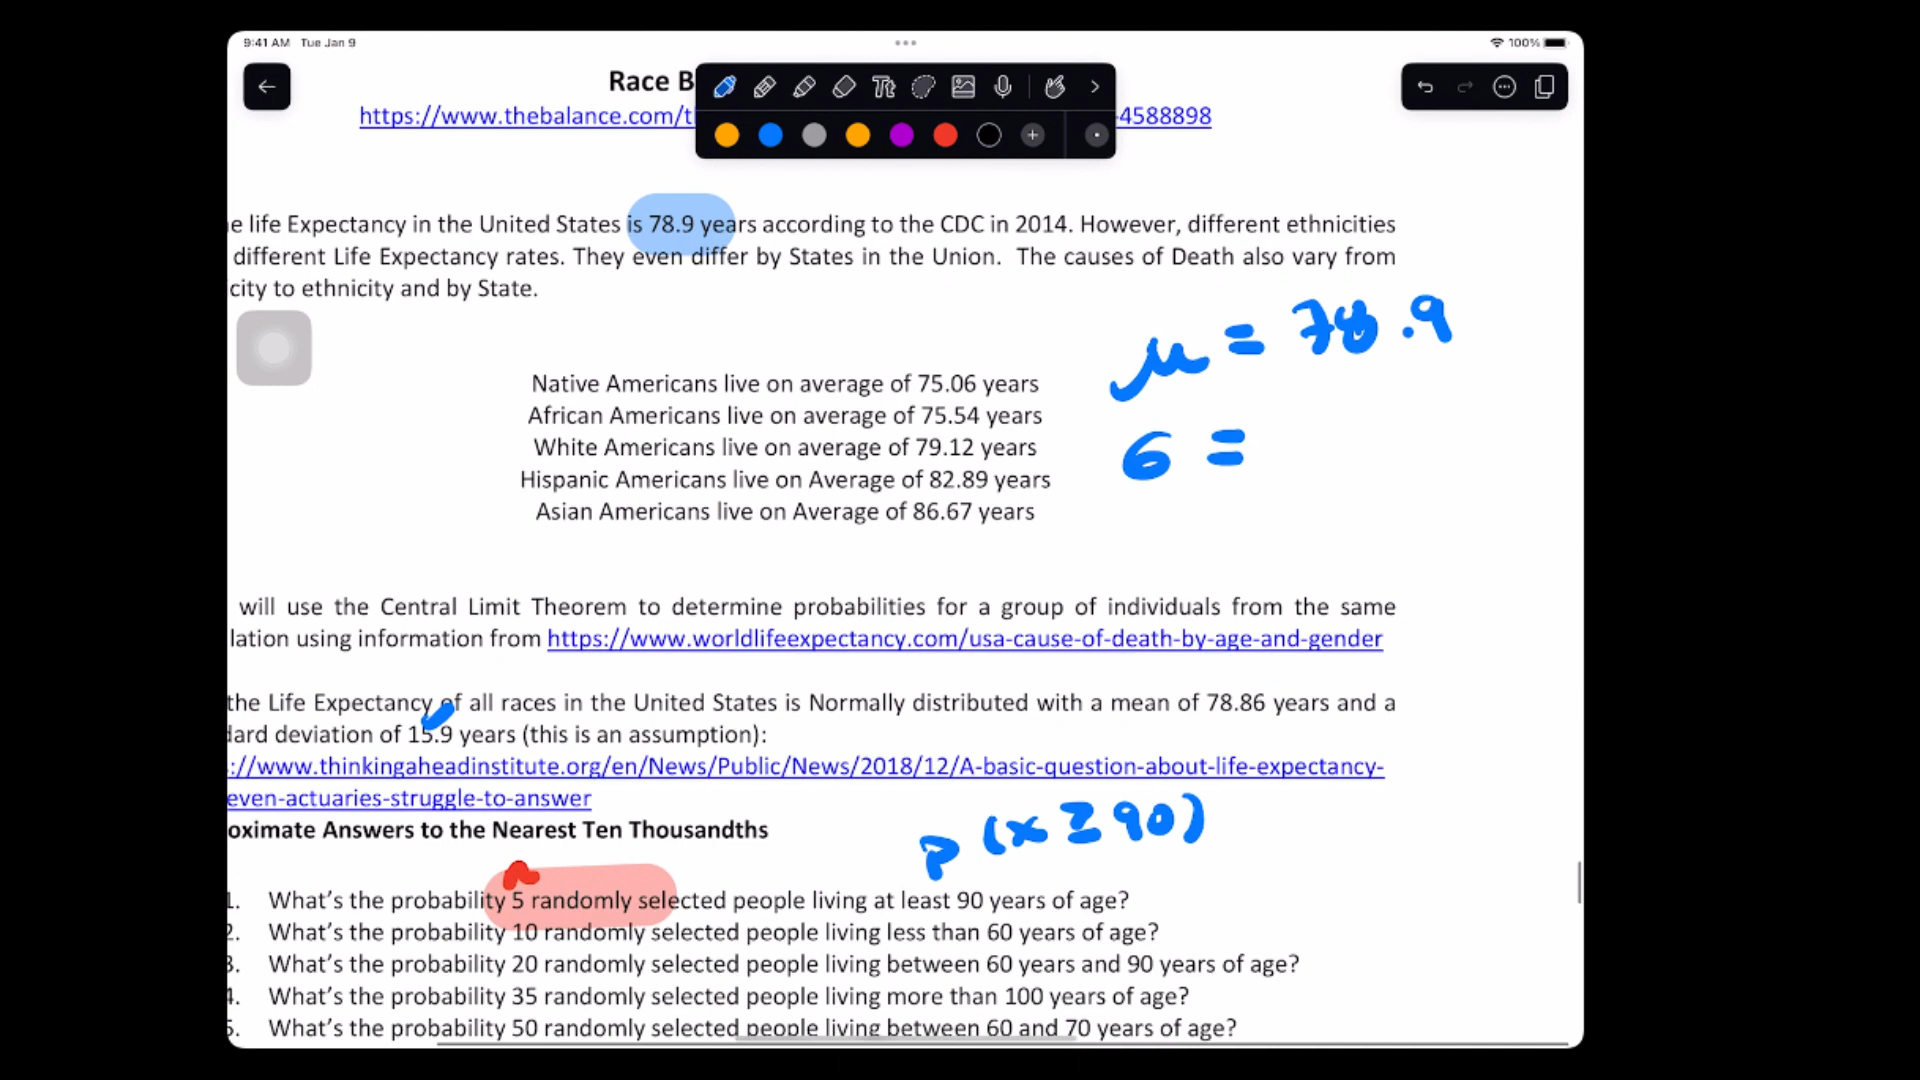 9:41 AM Tue Jan 9
100%
Race B
https://www.thebalance.com/t
-4588898
e life Expectancy in the United States is 78.9 years according to the CDC in 2014. However, different ethnicities
different Life Expectancy rates. They even differ by States in the Union. The causes of Death also vary from
city to ethnicity and by State.
μ = 78.9
Native Americans live on average of 75.06 years
African Americans live on average of 75.54 years
White Americans live on average of 79.12 years
σ =
Hispanic Americans live on Average of 82.89 years
Asian Americans live on Average of 86.67 years
will use the Central Limit Theorem to determine probabilities for a group of individuals from the same
lation using information from https://www.worldlifeexpectancy.com/usa-cause-of-death-by-age-and-gender
the Life Expectancy of all races in the United States is Normally distributed with a mean of 78.86 years and a
dard deviation of 15.9 years (this is an assumption):
://www.thinkingaheadinstitute.org/en/News/Public/News/2018/12/A-basic-question-about-life-expectancy-
even-actuaries-struggle-to-answer
oximate Answers to the Nearest Ten Thousandths
P (x ≥ 90)
1. What's the probability 5 randomly selected people living at least 90 years of age?
2. What's the probability 10 randomly selected people living less than 60 years of age?
3. What's the probability 20 randomly selected people living between 60 years and 90 years of age?
4. What's the probability 35 randomly selected people living more than 100 years of age?
5. What's the probability 50 randomly selected people living between 60 and 70 years of age?